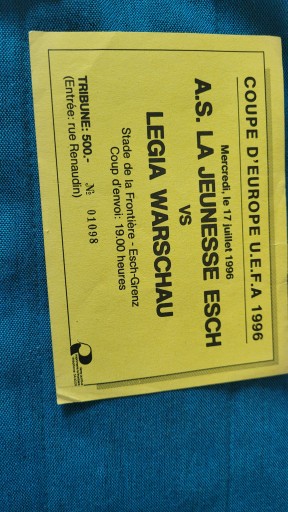 COUPE D'EUROPE U.E.F.A 1996
Mercredi, le 17 juillet 1996
A.S. LA JEUNESSE ESCH
VS
LEGIA WARSCHAU
Stade de la Frontière - Esch-Grenz
Coup d'envoi: 19.00 heures
TRIBUNE: 500.- № 01098
(Entrée: rue Renaudin)